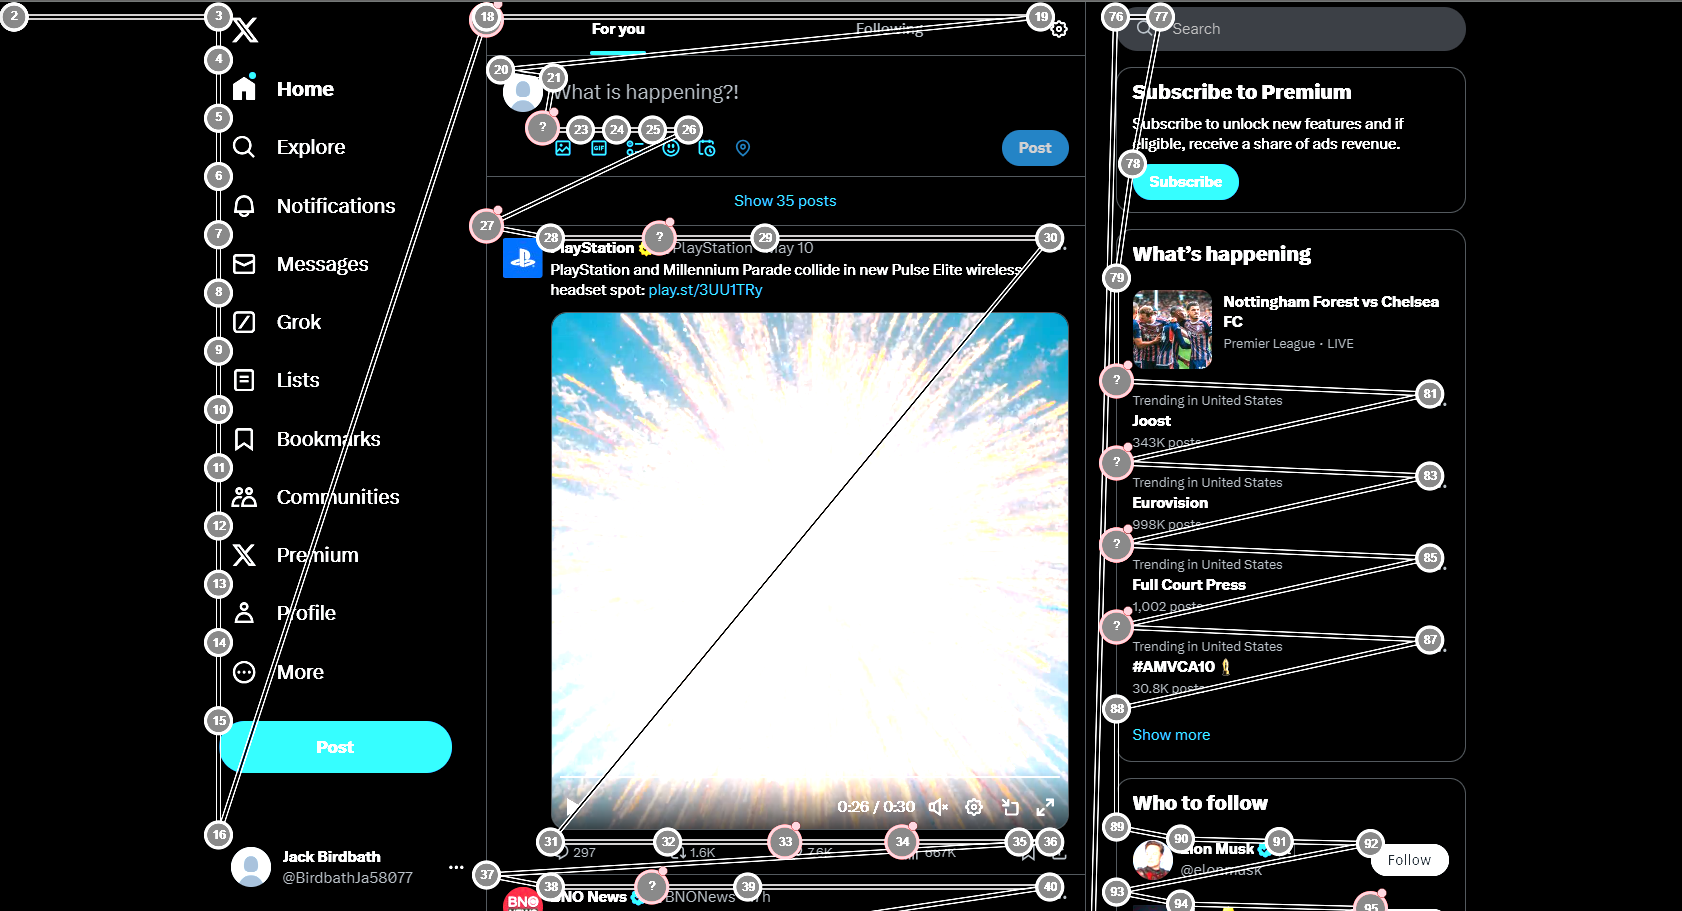 2
3
4
Home
5
Explore
6
Notifications
7
Messages
8
Grok
9
Lists
10
Bookmarks
11
Communities
12
Premium
13
Profile
14
More
15
Post
16
Jack Birdbath
@BirdbathJa58077
18
19
For you
Following
20
21
What is happening?!
?
23
24
25
26
GIF
Post
Show 35 posts
27
28
?
29
30
PlayStation
PlayStation
May 10
PlayStation and Millennium Parade collide in new Pulse Elite wireless
headset spot: play.st/3UU1TRy
0:26 / 0:30
31
32
33
34
35
36
297
1.6K
7.6K
667K
37
38
?
39
40
BNO News
BNONews
7h
BNO
76
77
Search
Subscribe to Premium
Subscribe to unlock new features and if
eligible, receive a share of ads revenue.
78
Subscribe
What's happening
79
Nottingham Forest vs Chelsea
FC
Premier League · LIVE
?
81
Trending in United States
Joost
343K posts
?
83
Trending in United States
Eurovision
998K posts
?
85
Trending in United States
Full Court Press
1,002 posts
?
87
Trending in United States
#AMVCA10
30.8K posts
88
Show more
Who to follow
89
90
91
92
Elon Musk
@elonmusk
Follow
93
94
95